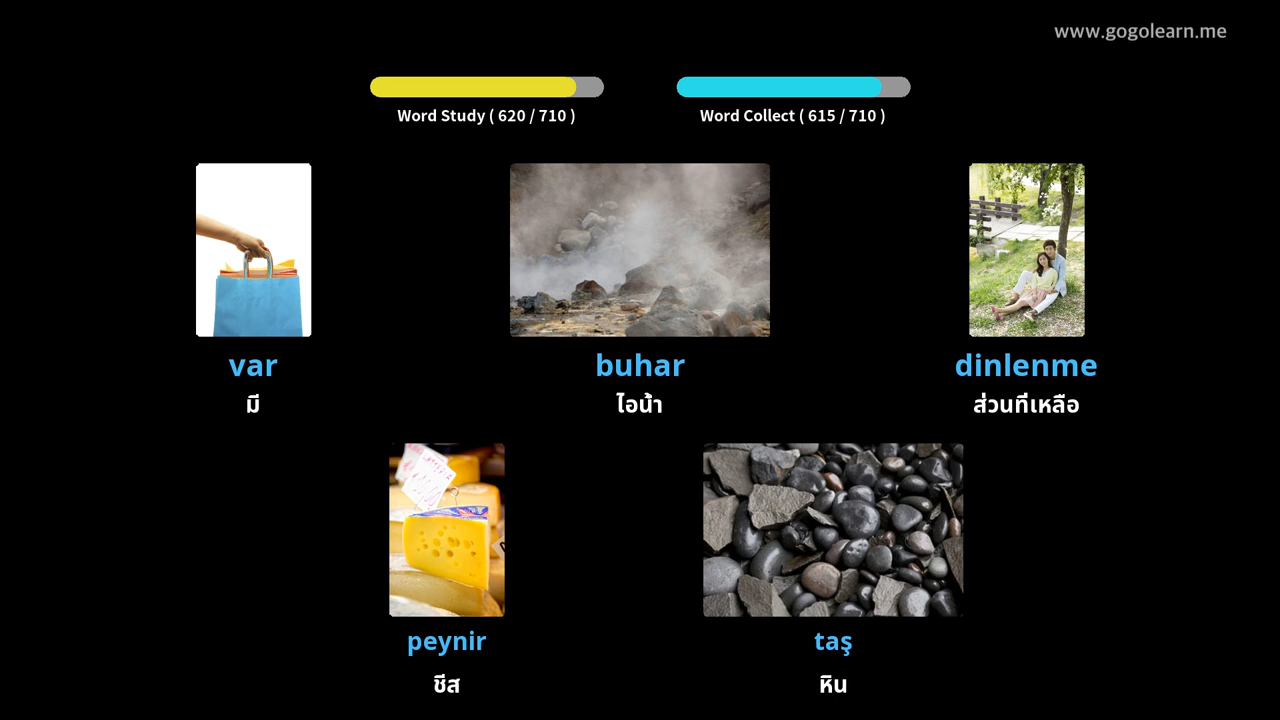 www.gogolearn.me
Word Study ( 620 / 710 )
Word Collect ( 615 / 710 )
var
buhar
dinlenme
มี
ไอน้ำ
ส่วนที่เหลือ
peynir
taş
ชีส
หิน